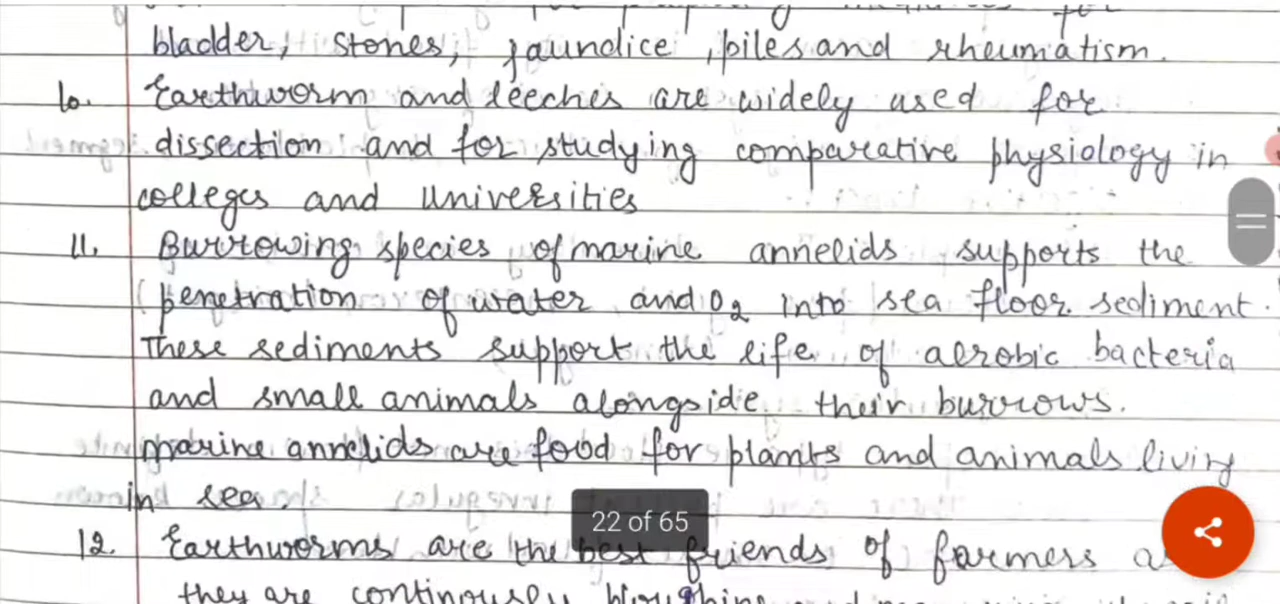 bladder, stones, jaundice, piles and rheumatism.
10. Earthworm and leeches are widely used for
dissection and for studying comparative physiology in
colleges and universities
11. Burrowing species of marine annelids supports the
penetration of water and O2 into sea floor sediment.
These sediments support the life of aerobic bacteria
and small animals alongside their burrows.
marine annelids are food for plants and animals living
in sea.
22 of 65
12. Earthworms are the best friends of farmers
they are continously